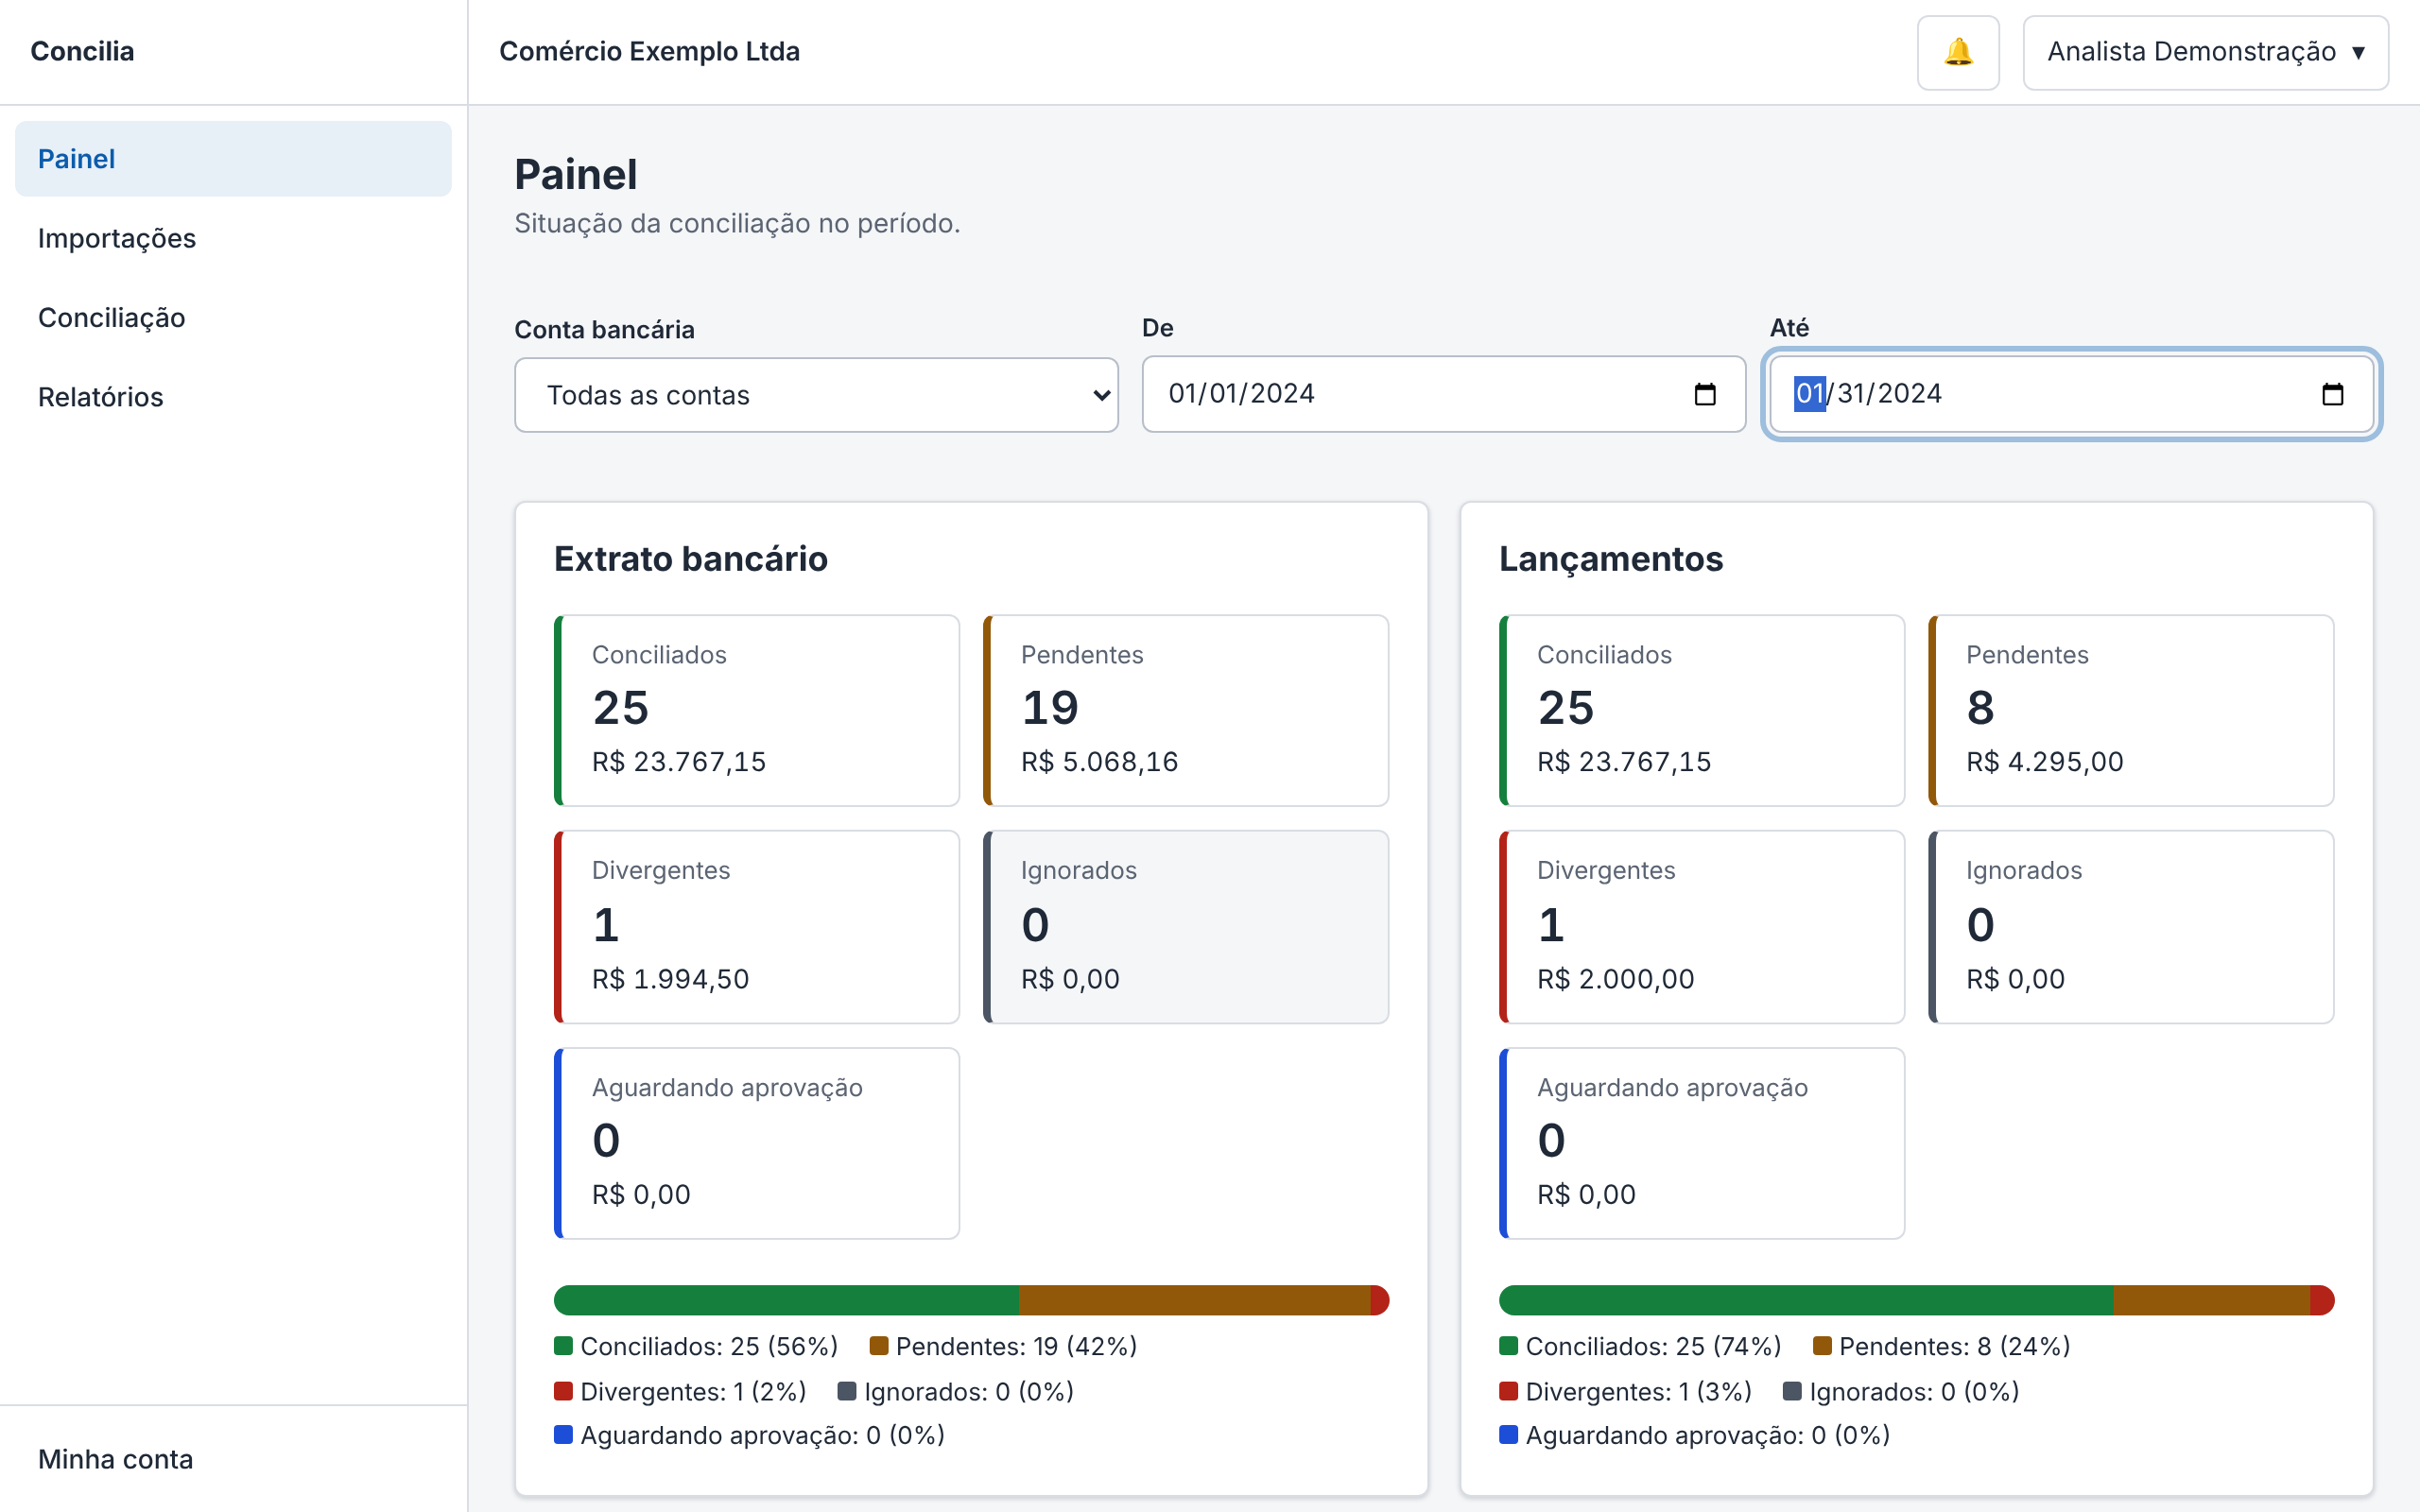 Concilia
Comércio Exemplo Ltda
Analista Demonstração
Painel
Importações
Conciliação
Relatórios
Minha conta
Painel
Situação da conciliação no período.
Conta bancária
Todas as contas
De
01/01/2024
Até
01/31/2024
Extrato bancário
Conciliados
25
R$ 23.767,15
Pendentes
19
R$ 5.068,16
Divergentes
1
R$ 1.994,50
Ignorados
0
R$ 0,00
Aguardando aprovação
0
R$ 0,00
Conciliados: 25 (56%) Pendentes: 19 (42%)
Divergentes: 1 (2%) Ignorados: 0 (0%)
Aguardando aprovação: 0 (0%)
Lançamentos
Conciliados
25
R$ 23.767,15
Pendentes
8
R$ 4.295,00
Divergentes
1
R$ 2.000,00
Ignorados
0
R$ 0,00
Aguardando aprovação
0
R$ 0,00
Conciliados: 25 (74%) Pendentes: 8 (24%)
Divergentes: 1 (3%) Ignorados: 0 (0%)
Aguardando aprovação: 0 (0%)